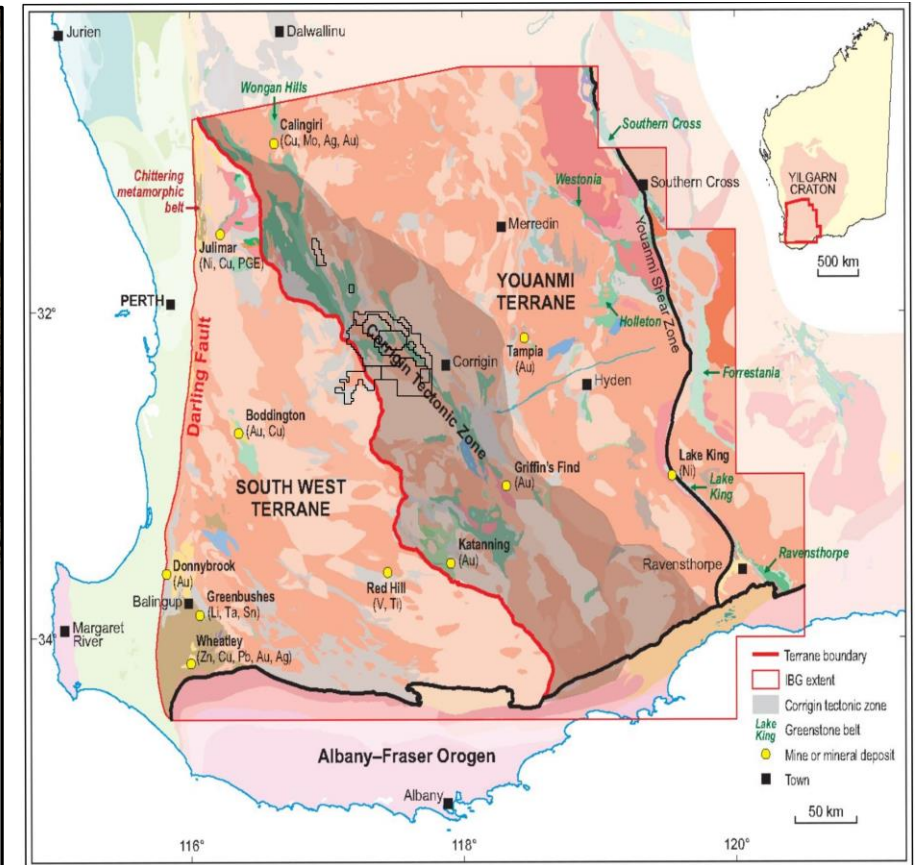 Jurien
Dalwallinu
Wongan Hills
Calingiri
(Cu, Mo, Ag, Au)
Southern Cross
Chittering
metamorphic
belt
Westonia
Southern Cross
YILGARN
CRATON
500 km
Julimar
(Ni, Cu, PGE)
Merredin
Youanmi Shear Zone
PERTH
32°
YOUANMI
TERRANE
Holleton
Darling Fault
Corrigin Tectonic Zone
Corrigin
Tampia
(Au)
Hyden
Forrestania
Boddington
(Au, Cu)
SOUTH WEST
TERRANE
Griffin's Find
(Au)
Lake King
(Ni)
Lake
King
Donnybrook
(Au)
Balingup
Greenbushes
(Li, Ta, Sn)
Red Hill
(V, Ti)
Katanning
(Au)
Ravensthorpe
Ravensthorpe
34°
Margaret
River
Wheatley
(Zn, Cu, Pb, Au, Ag)
Albany–Fraser Orogen
Albany
Terrane boundary
IBG extent
Corrigin tectonic zone
Lake
King
Greenstone belt
Mine or mineral deposit
Town
50 km
116°
118°
120°